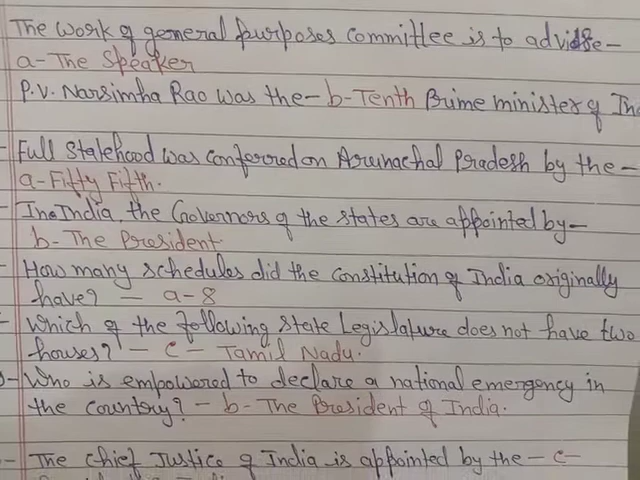 The work of general purposes committee is to advise-
a-The Speaker
P.V. Narsimha Rao was the- b-Tenth Prime minister of In
- Full statehood was conferred on Arunachal Pradesh by the-
a-Fifty Fifth.
- In India, the Governors of the states are appointed by-
b- The President
- How many schedules did the constitution of India originally
have? - a-8
- Which of the following state Legislature does not have two
houses? - c- Tamil Nadu.
- Who is empowered to declare a national emergency in
the country? - b- The President of India.
- The Chief Justice of India is appointed by the - c-